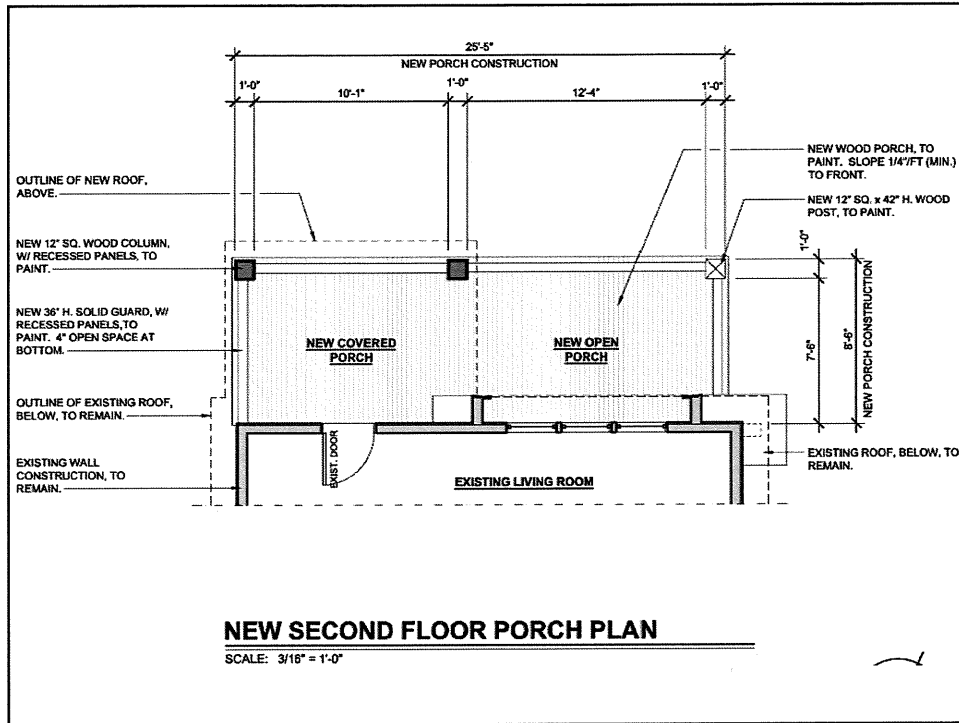 25'-5"
NEW PORCH CONSTRUCTION
1'-0"
10'-1"
1'-0"
12'-4"
1'-0"
OUTLINE OF NEW ROOF,
ABOVE.
NEW 12" SQ. WOOD COLUMN,
W/ RECESSED PANELS, TO
PAINT.
NEW 36" H. SOLID GUARD, W/
RECESSED PANELS,TO
PAINT. 4" OPEN SPACE AT
BOTTOM.
OUTLINE OF EXISTING ROOF,
BELOW, TO REMAIN.
EXISTING WALL
CONSTRUCTION, TO
REMAIN.
NEW COVERED
PORCH
NEW OPEN
PORCH
EXIST. DOOR
EXISTING LIVING ROOM
NEW WOOD PORCH, TO
PAINT. SLOPE 1/4"/FT (MIN.)
TO FRONT.
NEW 12" SQ. x 42" H. WOOD
POST, TO PAINT.
1'-0"
7'-6"
8'-6"
NEW PORCH CONSTRUCTION
EXISTING ROOF, BELOW, TO
REMAIN.
NEW SECOND FLOOR PORCH PLAN
SCALE: 3/16" = 1'-0"